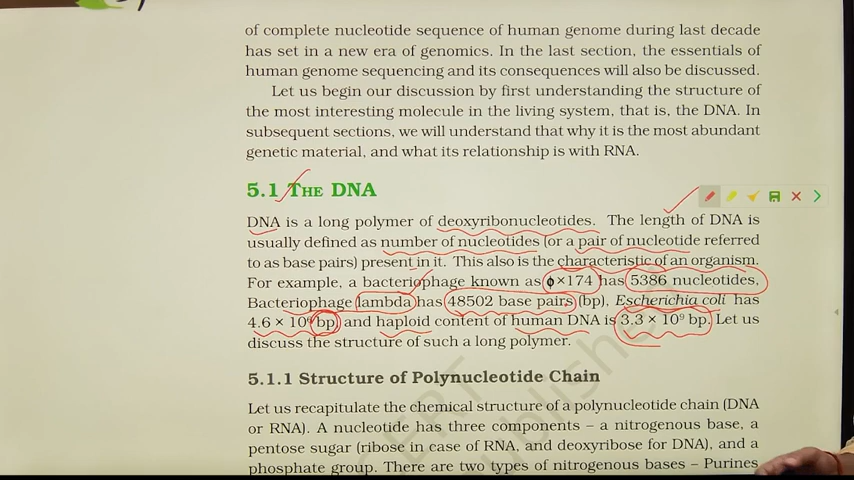 of complete nucleotide sequence of human genome during last decade
has set in a new era of genomics. In the last section, the essentials of
human genome sequencing and its consequences will also be discussed.
Let us begin our discussion by first understanding the structure of
the most interesting molecule in the living system, that is, the DNA. In
subsequent sections, we will understand that why it is the most abundant
genetic material, and what its relationship is with RNA.
5.1 THE DNA
DNA is a long polymer of deoxyribonucleotides. The length of DNA is
usually defined as number of nucleotides (or a pair of nucleotide referred
to as base pairs) present in it. This also is the characteristic of an organism.
For example, a bacteriophage known as ϕ×174 has 5386 nucleotides,
Bacteriophage lambda has 48502 base pairs (bp), Escherichia coli has
4.6 × 10⁶ bp, and haploid content of human DNA is 3.3 × 10⁹ bp. Let us
discuss the structure of such a long polymer.
5.1.1 Structure of Polynucleotide Chain
Let us recapitulate the chemical structure of a polynucleotide chain (DNA
or RNA). A nucleotide has three components – a nitrogenous base, a
pentose sugar (ribose in case of RNA, and deoxyribose for DNA), and a
phosphate group. There are two types of nitrogenous bases – Purines